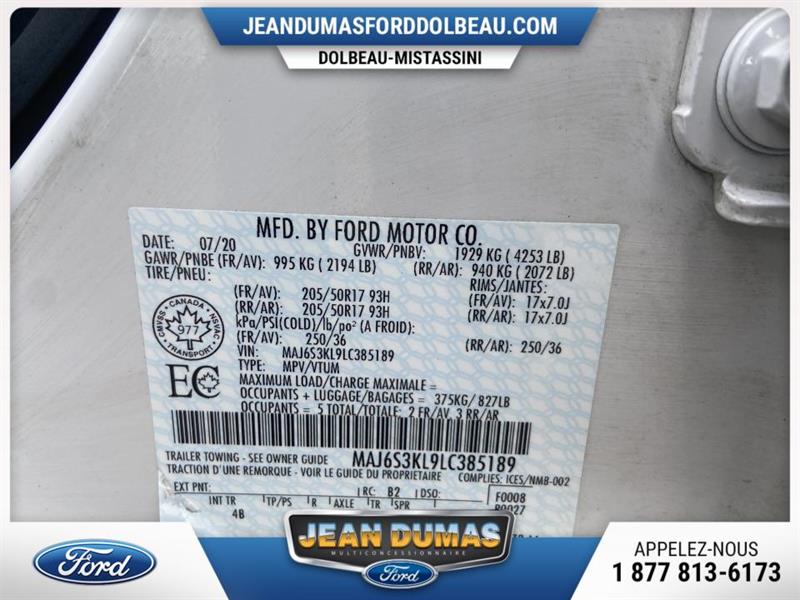 JEANDUMASFORDDOLBEAU.COM
DOLBEAU-MISTASSINI
MFD. BY FORD MOTOR CO.
DATE: 07/20 GVWR/PNBV: 1929 KG ( 4253 LB)
GAWR/PNBE (FR/AV): 995 KG ( 2194 LB) (RR/AR): 940 KG ( 2072 LB)
TIRE/PNEU: RIMS/JANTES:
(FR/AV): 205/50R17 93H (FR/AV): 17x7.0J
(RR/AR): 205/50R17 93H (RR/AR): 17x7.0J
kPa/PSI(COLD)/lb/po² (A FROID):
(FR/AV): 250/36 (RR/AR): 250/36
VIN: MAJ6S3KL9LC385189
TYPE: MPV/VTUM
MAXIMUM LOAD/CHARGE MAXIMALE =
OCCUPANTS + LUGGAGE/BAGAGES = 375KG/ 827LB
OCCUPANTS = 5 TOTAL/TOTALE: 2 FR/AV, 3 RR/AR
CMVSS CANADA NSVAC
977
TRANSPORT
EC
MAJ6S3KL9LC385189
TRAILER TOWING - SEE OWNER GUIDE
TRACTION D'UNE REMORQUE - VOIR LE GUIDE DU PROPRIETAIRE COMPLIES: ICES/NMB-002
EXT PNT: RC: B2 DSO: F0008
INT TR TP/PS R AXLE TR SPR R0027
4B
JEAN DUMAS
MULTICONCESSIONNAIRE
Ford
Ford
APPELEZ-NOUS
1 877 813-6173